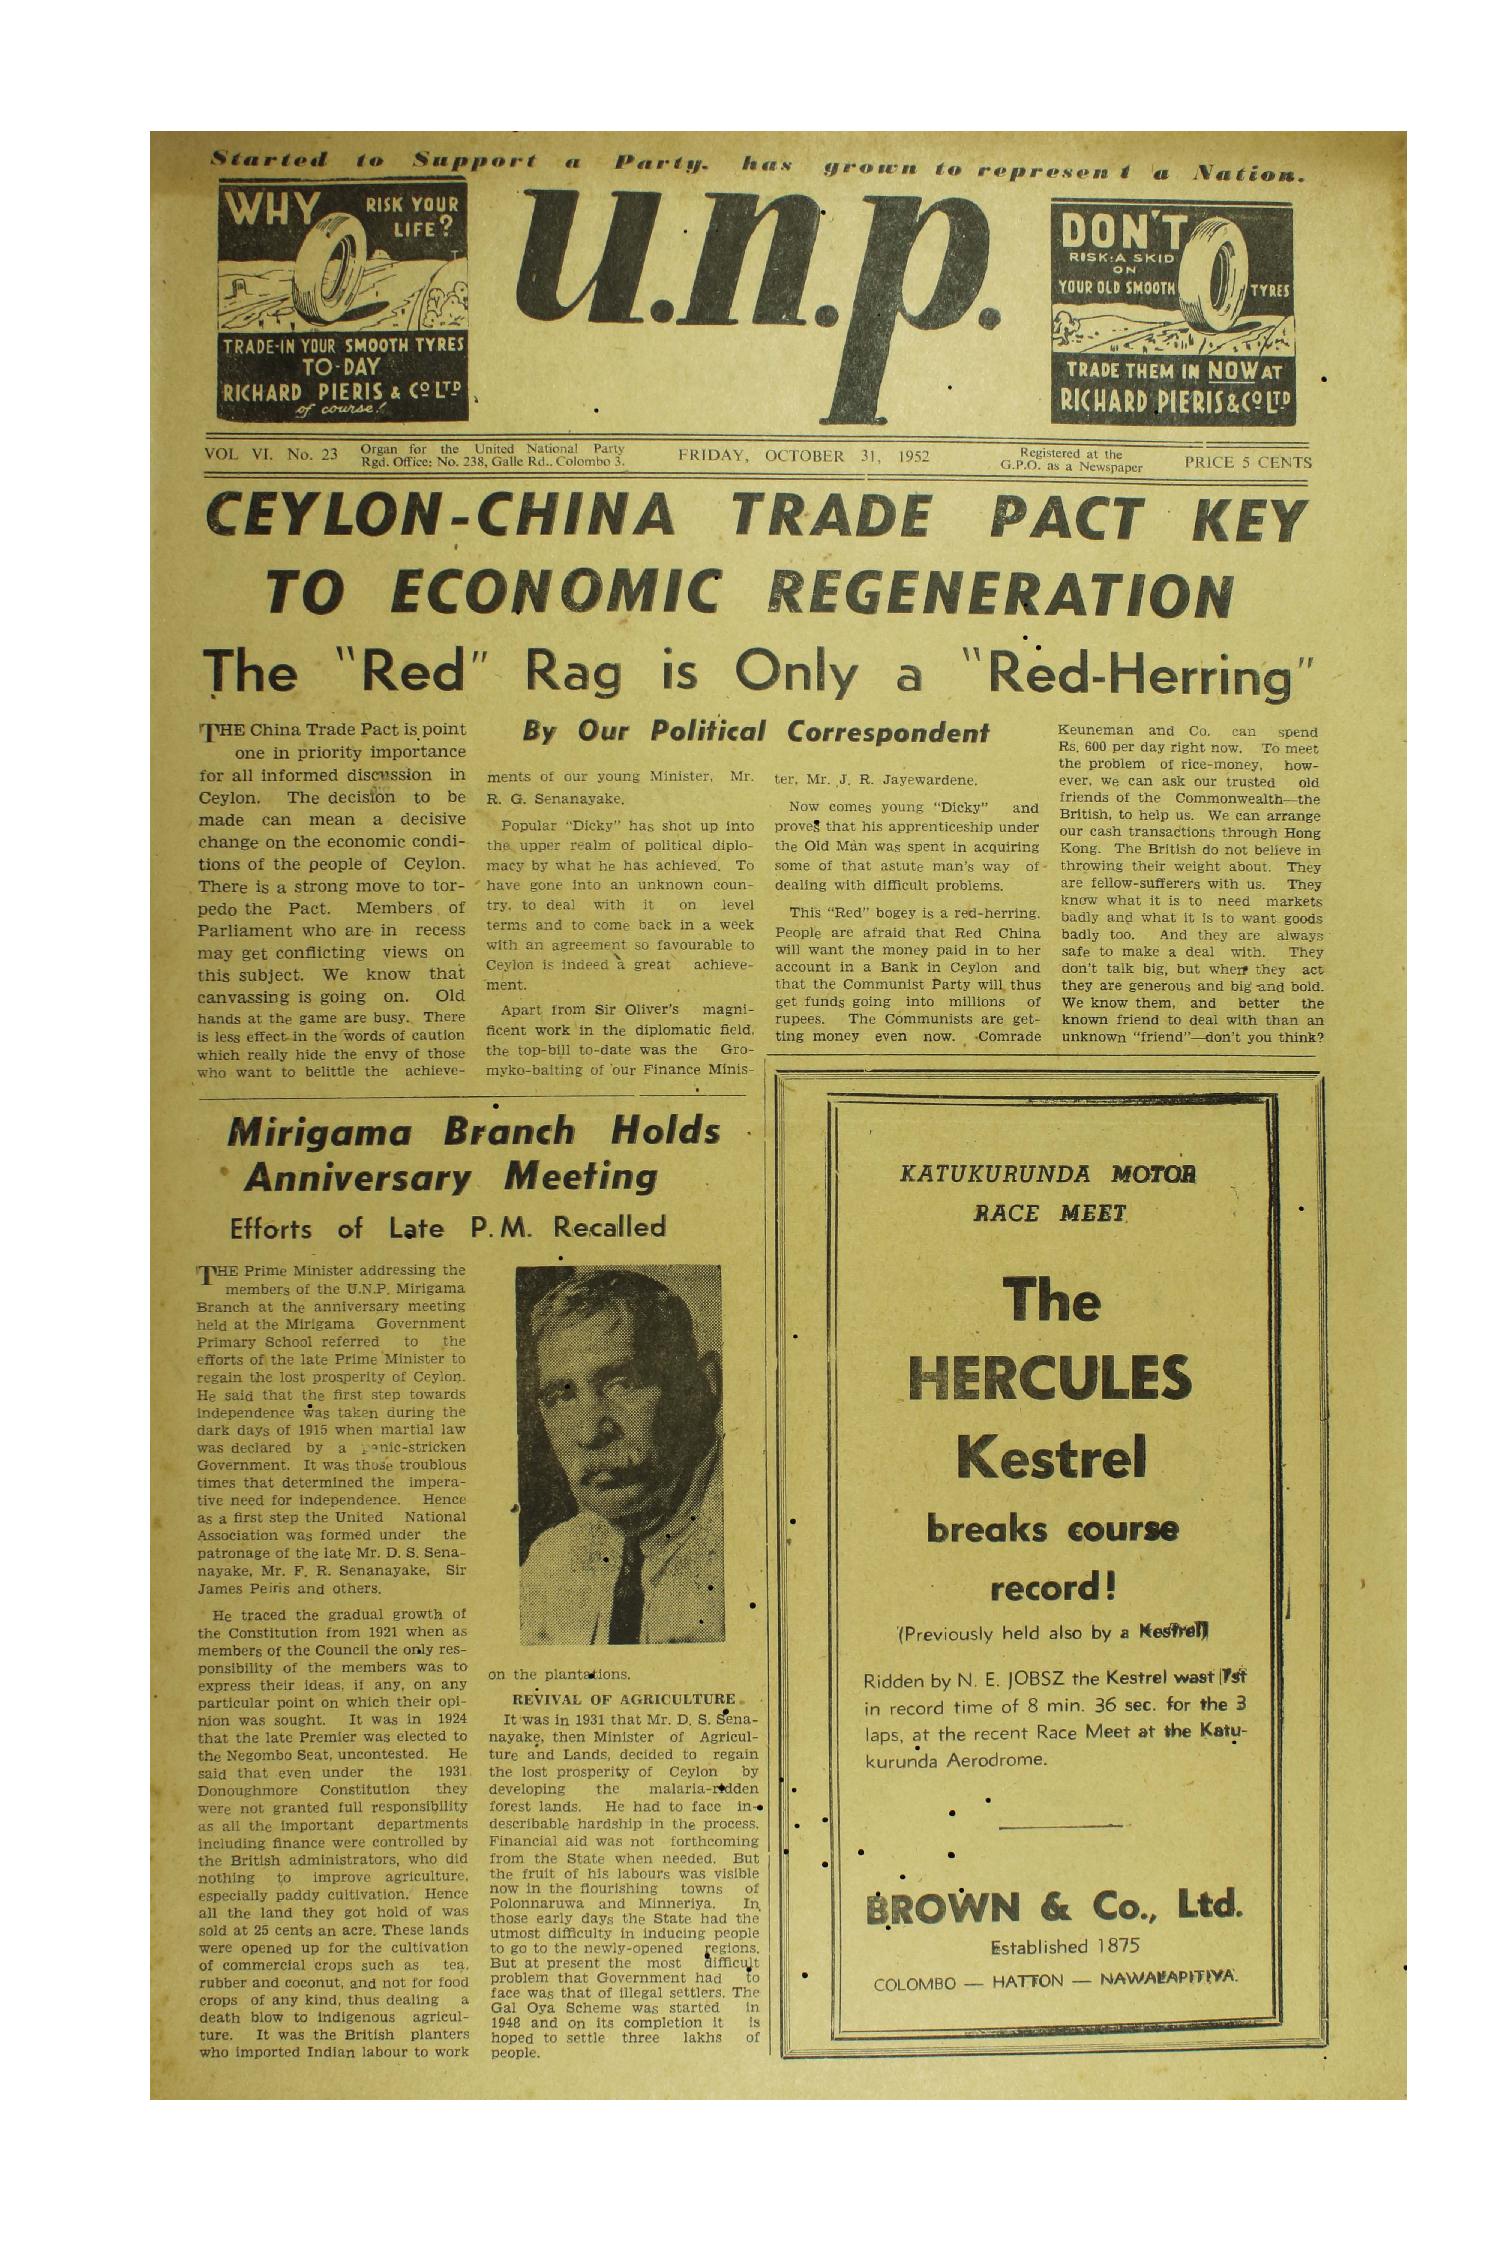 Started to Support a Party, has grown to represent a Nation.
WHY RISK YOUR
LIFE?
TRADE-IN YOUR SMOOTH TYRES
TO-DAY
RICHARD PIERIS & CO LTD
of course!
u.n.p.
DON'T
RISK A SKID
ON
YOUR OLD SMOOTH TYRES
TRADE THEM IN NOW AT
RICHARD PIERIS & CO LTD
VOL VI. No. 23
Organ for the United National Party
Rgd. Office: No. 238, Galle Rd., Colombo 3.
FRIDAY, OCTOBER 31, 1952
Registered at the
G.P.O. as a Newspaper
PRICE 5 CENTS
CEYLON-CHINA TRADE PACT KEY
TO ECONOMIC REGENERATION
The "Red" Rag is Only a "Red-Herring"
By Our Political Correspondent
THE China Trade Pact is point
one in priority importance
for all informed discussion in
Ceylon. The decision to be
made can mean a decisive
change on the economic condi-
tions of the people of Ceylon.
There is a strong move to tor-
pedo the Pact. Members of
Parliament who are in recess
may get conflicting views on
this subject. We know that
canvassing is going on. Old
hands at the game are busy. There
is less effect in the words of caution
which really hide the envy of those
who want to belittle the achieve-
ments of our young Minister, Mr.
R. G. Senanayake.
Popular "Dicky" has shot up into
the upper realm of political diplo-
macy by what he has achieved. To
have gone into an unknown coun-
try, to deal with it on level
terms and to come back in a week
with an agreement so favourable to
Ceylon is indeed a great achieve-
ment.
Apart from Sir Oliver's magni-
ficent work in the diplomatic field,
the top-bill to-date was the Gro-
myko-baiting of our Finance Minis-
ter, Mr. J. R. Jayewardene.
Now comes young "Dicky" and
proves that his apprenticeship under
the Old Man was spent in acquiring
some of that astute man's way of
dealing with difficult problems.
This "Red" bogey is a red-herring.
People are afraid that Red China
will want the money paid in to her
account in a Bank in Ceylon and
that the Communist Party will thus
get funds going into millions of
rupees. The Communists are get-
ting money even now. Comrade
Keuneman and Co. can spend
Rs. 600 per day right now. To meet
the problem of rice-money, how-
ever, we can ask our trusted old
friends of the Commonwealth—the
British, to help us. We can arrange
our cash transactions through Hong
Kong. The British do not believe in
throwing their weight about. They
are fellow-sufferers with us. They
know what it is to need markets
badly and what it is to want goods
badly too. And they are always
safe to make a deal with. They
don't talk big, but when they act
they are generous and big and bold.
We know them, and better the
known friend to deal with than an
unknown "friend"—don't you think?
Mirigama Branch Holds
Anniversary Meeting
Efforts of Late P.M. Recalled
THE Prime Minister addressing the
members of the U.N.P. Mirigama
Branch at the anniversary meeting
held at the Mirigama Government
Primary School referred to the
efforts of the late Prime Minister to
regain the lost prosperity of Ceylon.
He said that the first step towards
independence was taken during the
dark days of 1915 when martial law
was declared by a panic-stricken
Government. It was those troublous
times that determined the impera-
tive need for independence. Hence
as a first step the United National
Association was formed under the
patronage of the late Mr. D. S. Sena-
nayake, Mr. F. R. Senanayake, Sir
James Peiris and others.
He traced the gradual growth of
the Constitution from 1921 when as
members of the Council the only res-
ponsibility of the members was to
express their ideas, if any, on any
particular point on which their opi-
nion was sought. It was in 1924
that the late Premier was elected to
the Negombo Seat, uncontested. He
said that even under the 1931
Donoughmore Constitution they
were not granted full responsibility
as all the important departments
including finance were controlled by
the British administrators, who did
nothing to improve agriculture,
especially paddy cultivation. Hence
all the land they got hold of was
sold at 25 cents an acre. These lands
were opened up for the cultivation
of commercial crops such as tea,
rubber and coconut, and not for food
crops of any kind, thus dealing a
death blow to indigenous agricul-
ture. It was the British planters
who imported Indian labour to work
on the plantations.
REVIVAL OF AGRICULTURE
It was in 1931 that Mr. D. S. Sena-
nayake, then Minister of Agricul-
ture and Lands, decided to regain
the lost prosperity of Ceylon by
developing the malaria-ridden
forest lands. He had to face in-
describable hardship in the process.
Financial aid was not forthcoming
from the State when needed. But
the fruit of his labours was visible
now in the flourishing towns of
Polonnaruwa and Minneriya. In
those early days the State had the
utmost difficulty in inducing people
to go to the newly-opened regions.
But at present the most difficult
problem that Government had to
face was that of illegal settlers. The
Gal Oya Scheme was started in
1948 and on its completion it is
hoped to settle three lakhs of
people.
KATUKURUNDA MOTOR
RACE MEET
The
HERCULES
Kestrel
breaks course
record!
(Previously held also by a Kestrel)
Ridden by N. E. JOBSZ the Kestrel wast 1st
in record time of 8 min. 36 sec. for the 3
laps, at the recent Race Meet at the Katu-
kurunda Aerodrome.
BROWN & Co., Ltd.
Established 1875
COLOMBO — HATTON — NAWALAPITIYA.